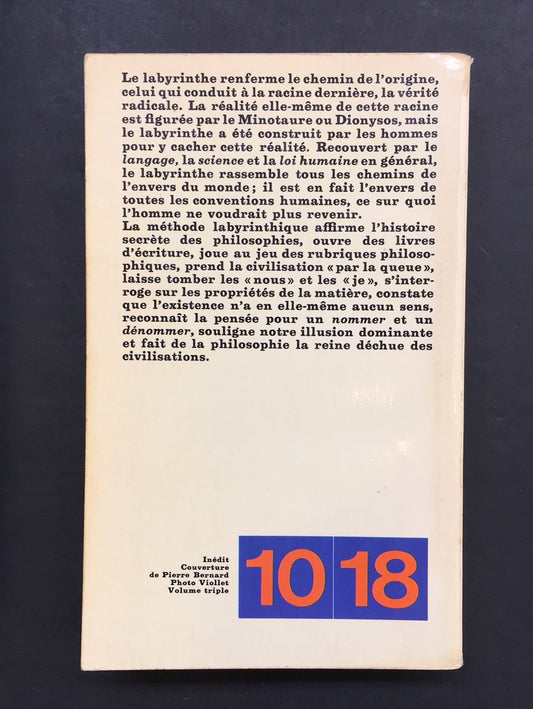 Le labyrinthe renferme le chemin de l'origine,
celui qui conduit à la racine dernière, la vérité
radicale. La réalité elle-même de cette racine
est figurée par le Minotaure ou Dionysos, mais
le labyrinthe a été construit par les hommes
pour y cacher cette réalité. Recouvert par le
langage, la science et la loi humaine en général,
le labyrinthe rassemble tous les chemins de
l'envers du monde; il est en fait l'envers de
toutes les conventions humaines, ce sur quoi
l'homme ne voudrait plus revenir.
La méthode labyrinthique affirme l'histoire
secrète des philosophies, ouvre des livres
d'écriture, joue au jeu des rubriques philoso-
phiques, prend la civilisation «par la queue»,
laisse tomber les «nous» et les «je», s'inter-
roge sur les propriétés de la matière, constate
que l'existence n'a en elle-même aucun sens,
reconnaît la pensée pour un nommer et un
dénommer, souligne notre illusion dominante
et fait de la philosophie la reine déchue des
civilisations.
Inédit
Couverture
de Pierre Bernard
Photo Viollet
Volume triple
10 18